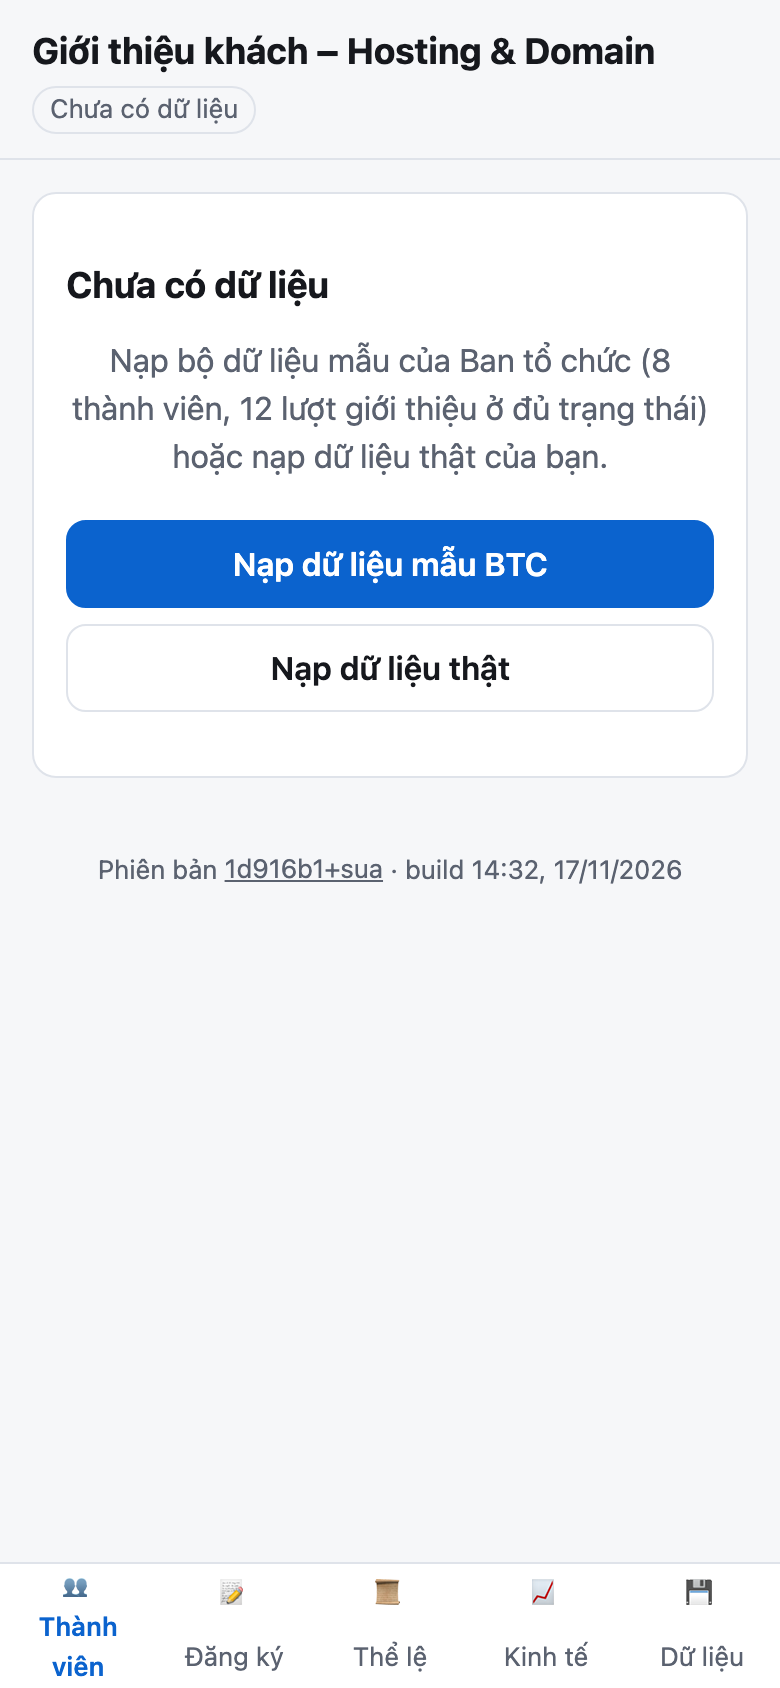 Giới thiệu khách – Hosting & Domain
Chưa có dữ liệu
Chưa có dữ liệu
Nạp bộ dữ liệu mẫu của Ban tổ chức (8
thành viên, 12 lượt giới thiệu ở đủ trạng thái)
hoặc nạp dữ liệu thật của bạn.
Nạp dữ liệu mẫu BTC
Nạp dữ liệu thật
Phiên bản 1d916b1+sua · build 14:32, 17/11/2026
Thành
viên
Đăng ký
Thể lệ
Kinh tế
Dữ liệu